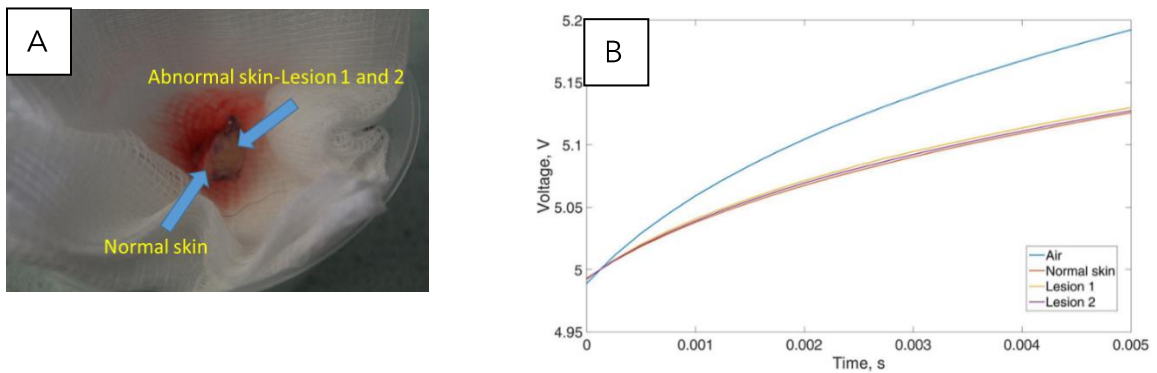 A
Abnormal skin-Lesion 1 and 2
Normal skin
B
5.2
5.15
5.1
5.05
5
4.95
Voltage, V
0
0.001
0.002
0.003
0.004
0.005
Time, s
Air
Normal skin
Lesion 1
Lesion 2